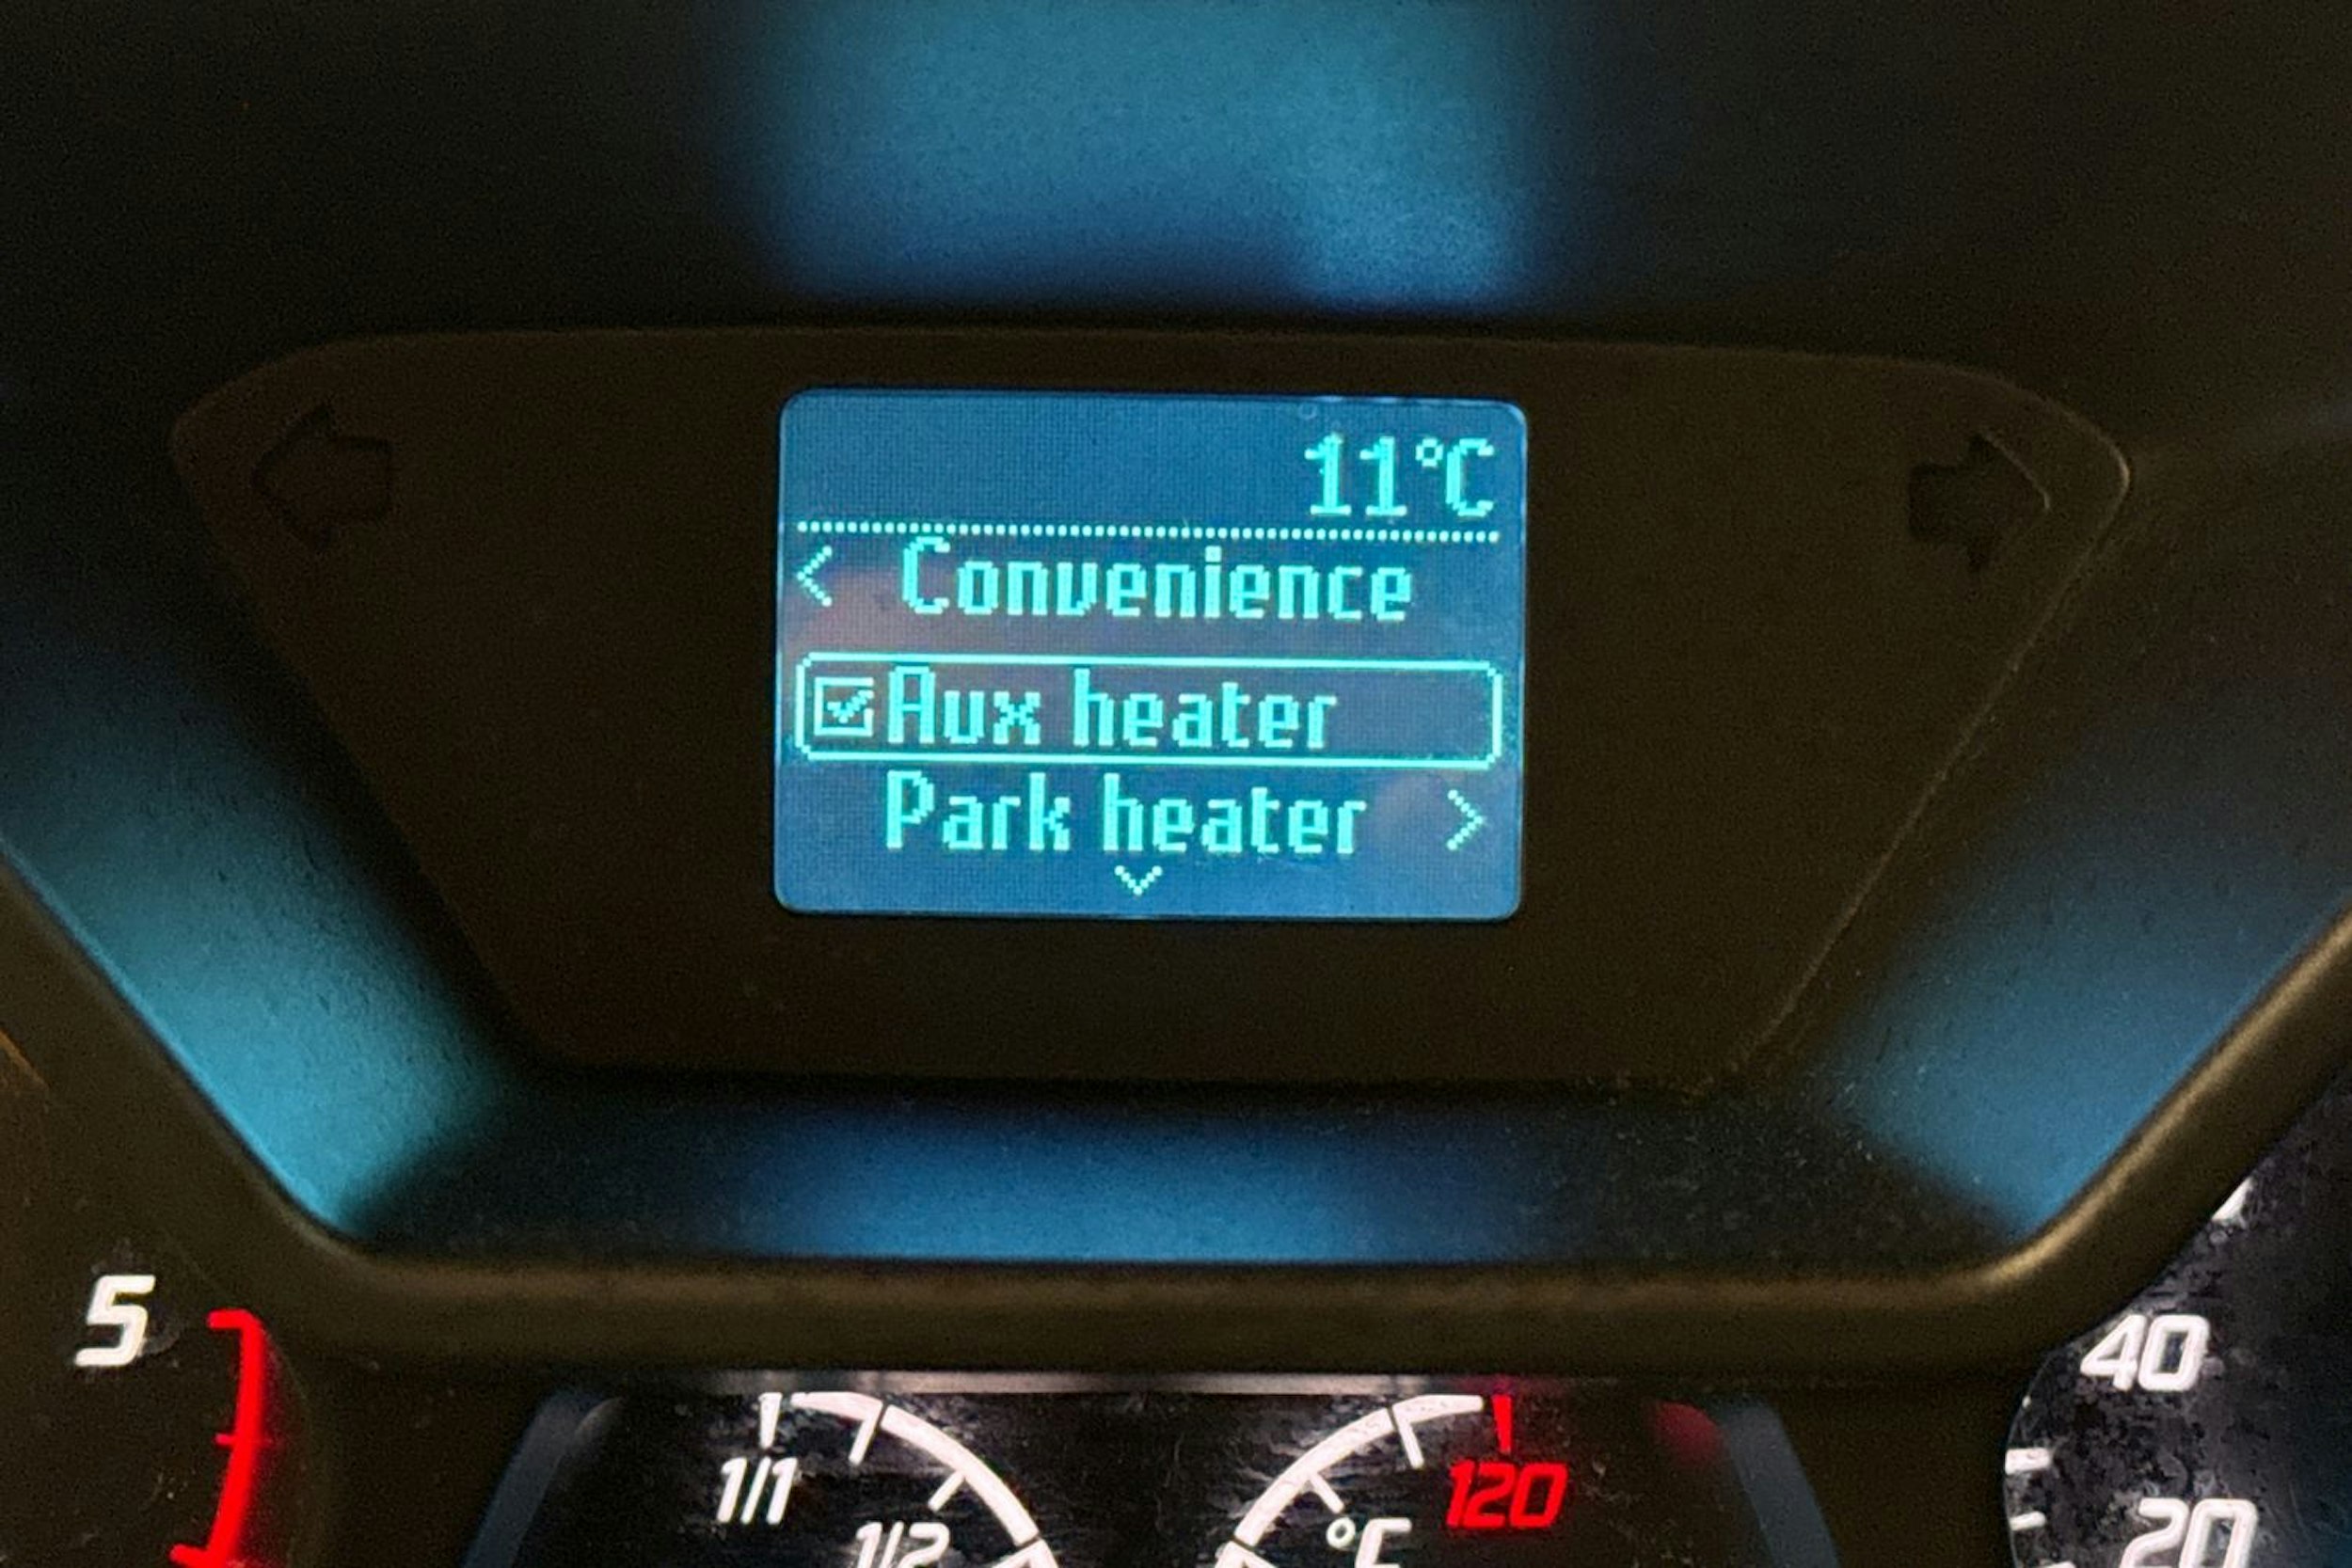 11°C
< Convenience
Aux heater
Park heater >
5
1/1
1/2
°C
120
40
20